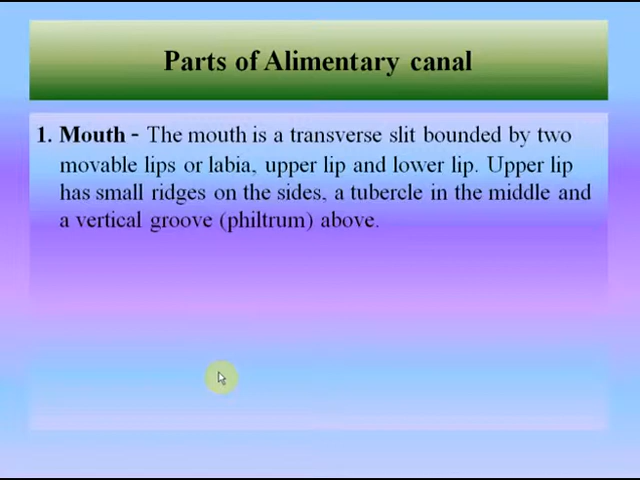 Parts of Alimentary canal
1. Mouth - The mouth is a transverse slit bounded by two
movable lips or labia, upper lip and lower lip. Upper lip
has small ridges on the sides, a tubercle in the middle and
a vertical groove (philtrum) above.